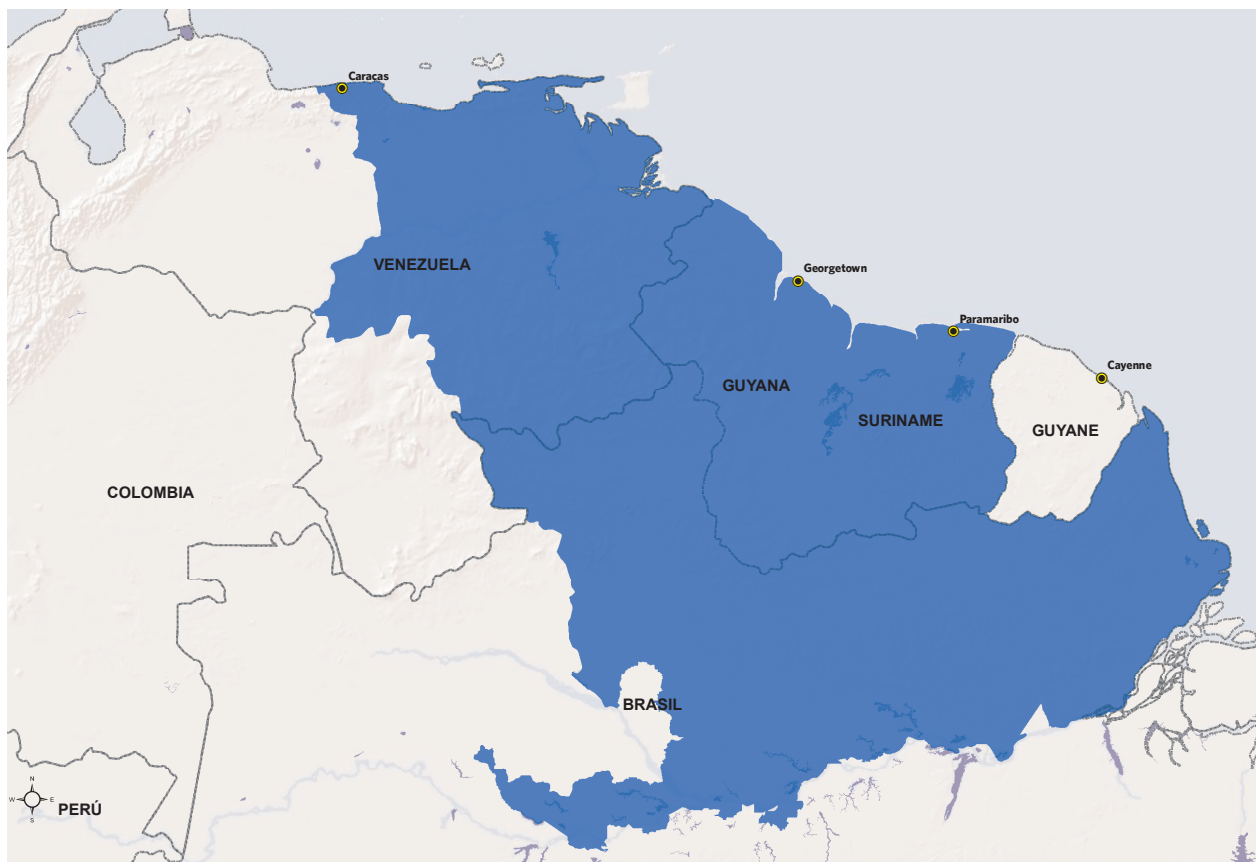 Caracas
VENEZUELA
Georgetown
Paramaribo
Cayenne
GUYANA
SURINAME
GUYANE
COLOMBIA
BRASIL
N
W E
S
PERÚ